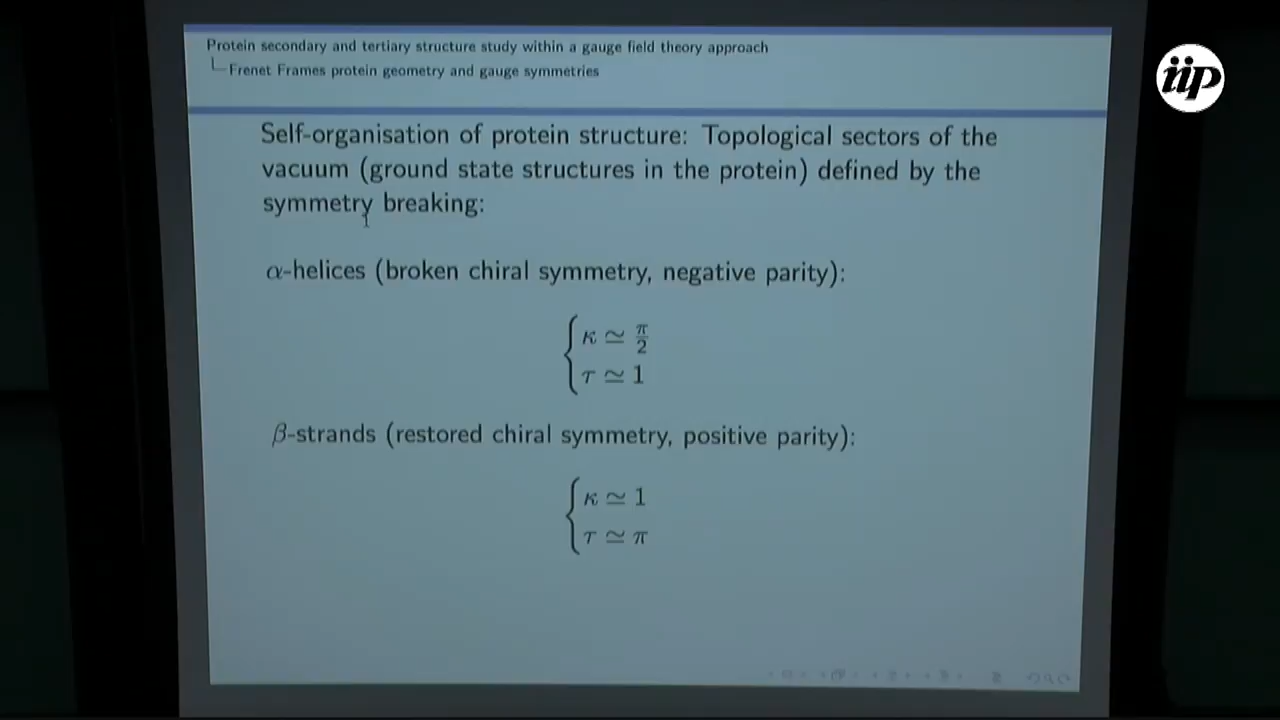 Protein secondary and tertiary structure study within a gauge field theory approach
Frenet Frames protein geometry and gauge symmetries
iip
Self-organisation of protein structure: Topological sectors of the
vacuum (ground state structures in the protein) defined by the
symmetry breaking:
α-helices (broken chiral symmetry, negative parity):
κ ≃ π/2
τ ≃ 1
β-strands (restored chiral symmetry, positive parity):
κ ≃ 1
τ ≃ π